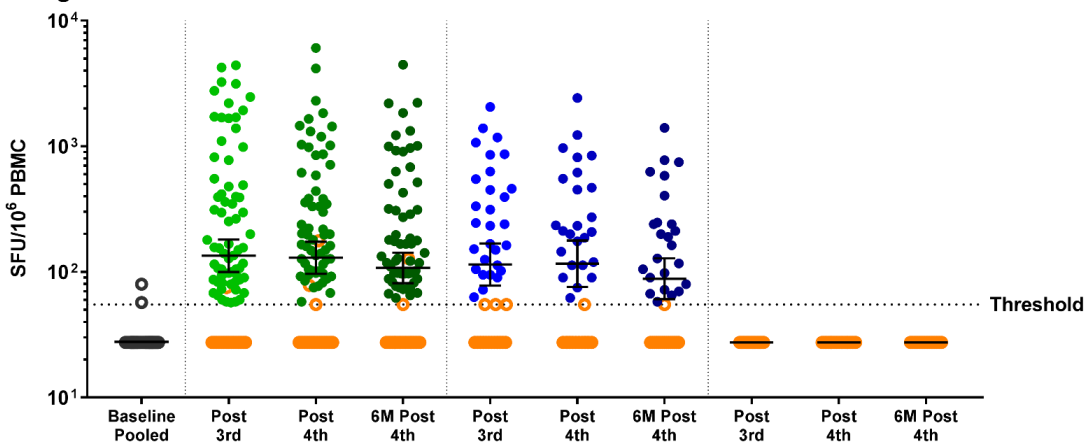 10⁴
10³
10²
10¹
SFU/10⁶ PBMC
Threshold
Baseline Pooled
Post 3rd
Post 4th
6M Post 4th
Post 3rd
Post 4th
6M Post 4th
Post 3rd
Post 4th
6M Post 4th